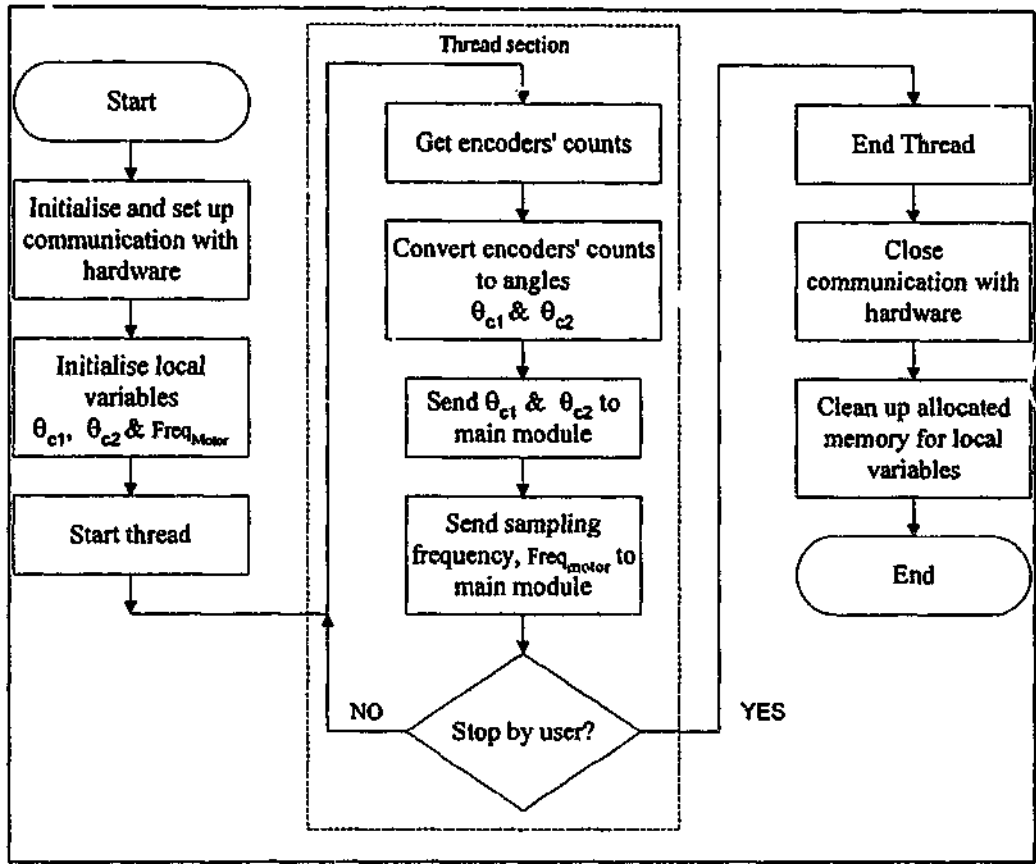 Start
Initialise and set up
communication with
hardware
Initialise local
variables
θc1, θc2 & FreqMotor
Start thread
Thread section
Get encoders' counts
Convert encoders' counts
to angles
θc1 & θc2
Send θc1 & θc2 to
main module
Send sampling
frequency, Freqmotor to
main module
Stop by user?
NO
YES
End Thread
Close
communication with
hardware
Clean up allocated
memory for local
variables
End